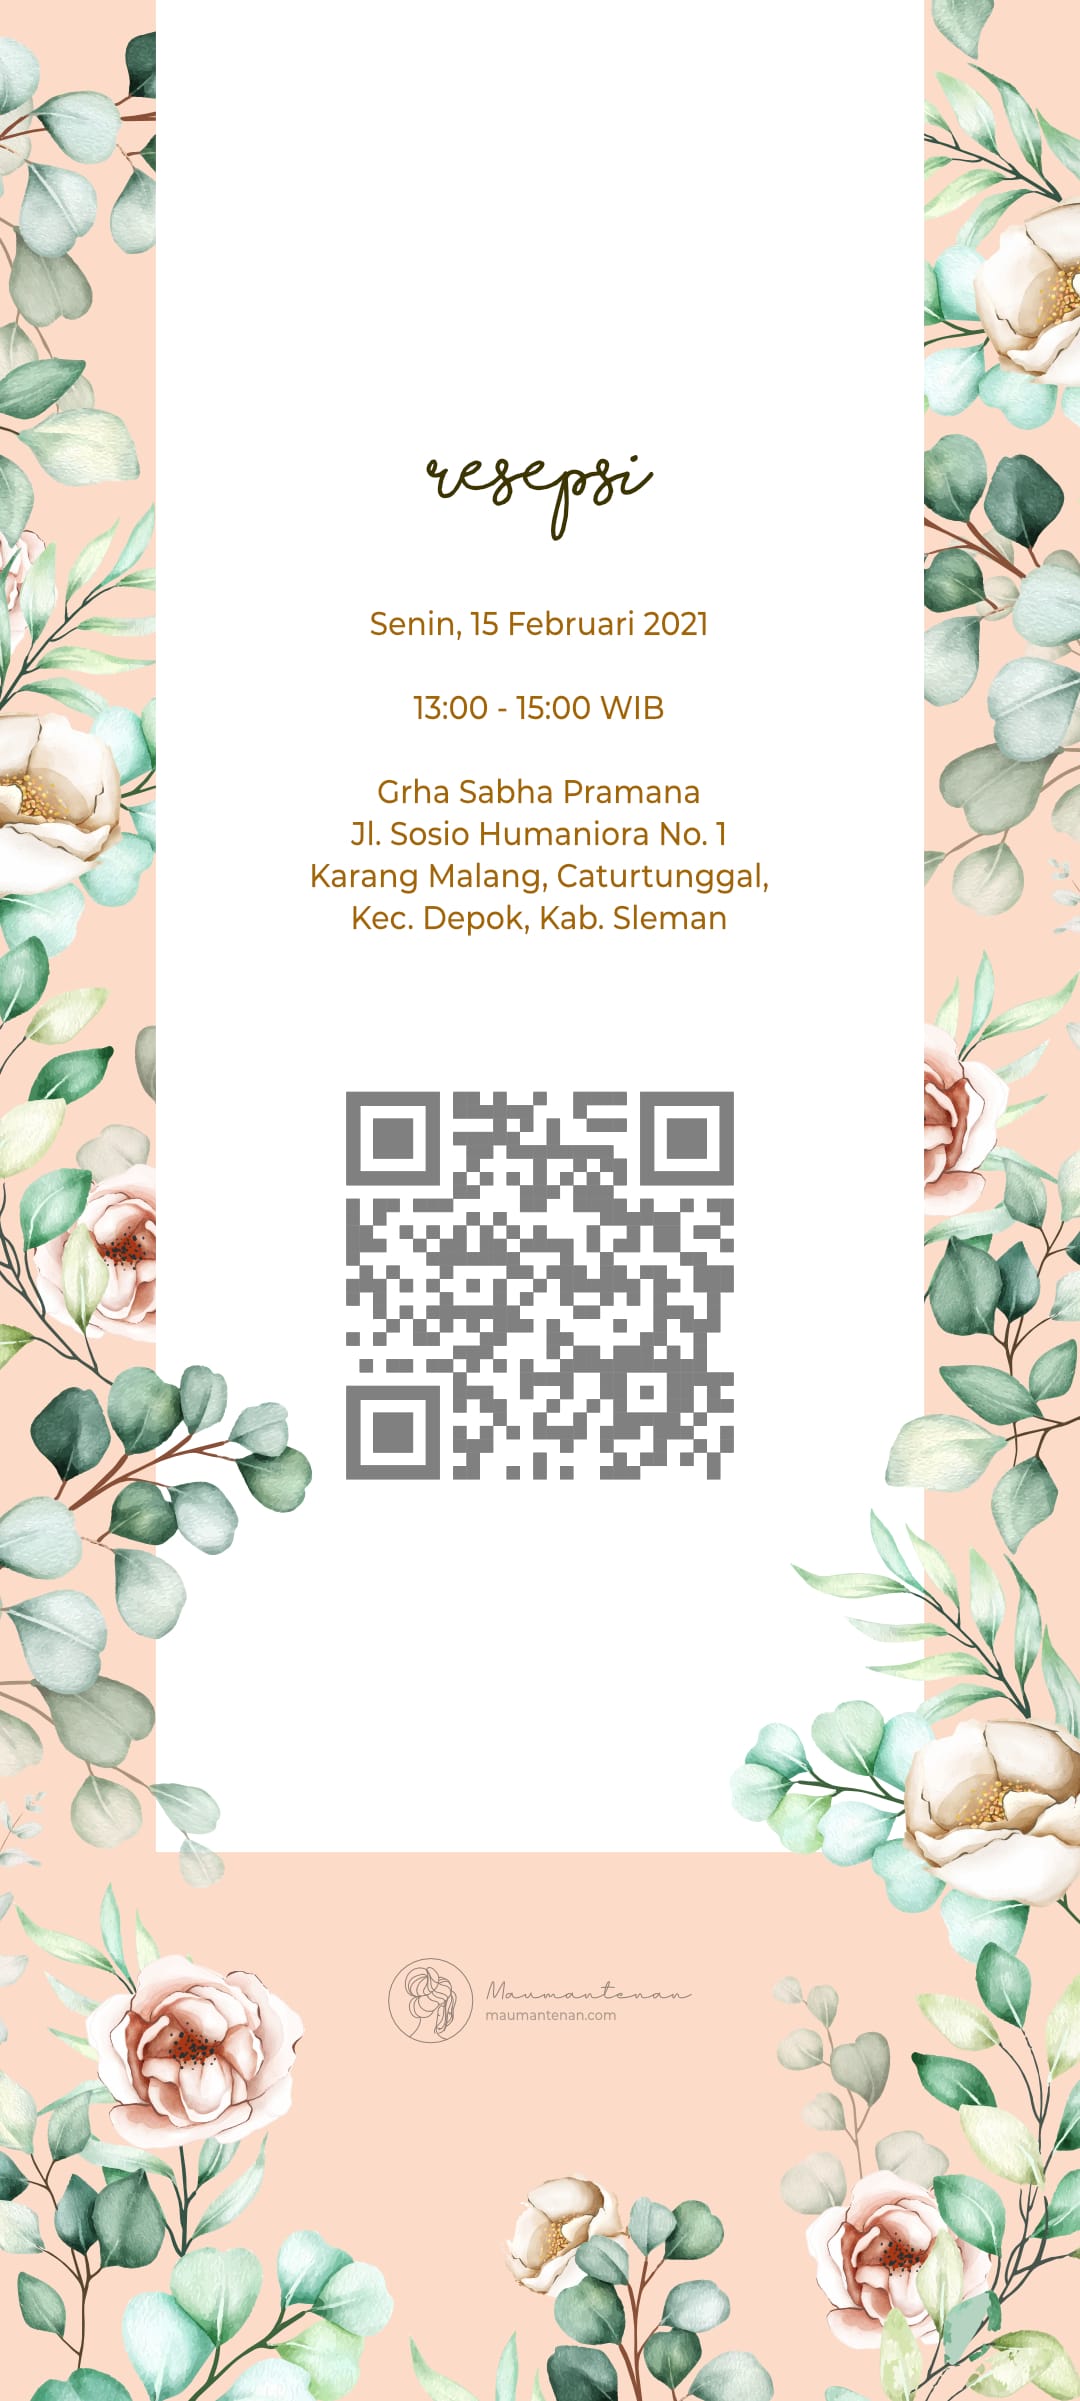 resepsi
Senin, 15 Februari 2021
13:00 - 15:00 WIB
Grha Sabha Pramana
Jl. Sosio Humaniora No. 1
Karang Malang, Caturtunggal,
Kec. Depok, Kab. Sleman
Maumantenan
maumantenan.com